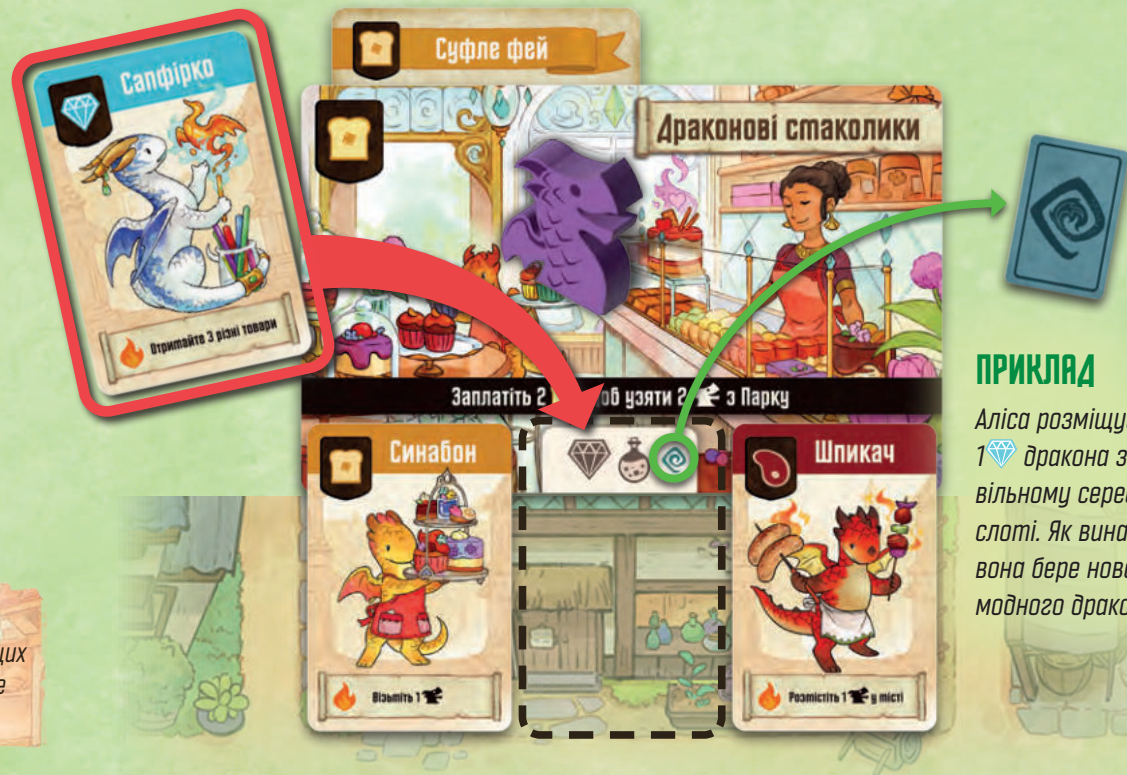 Суфле фей
Сапфірко
Драконові смаколики
Отримайте 3 різні товари
Заплатіть 2 об узяти 2 з Парку
Синабон
Шпикач
Візьміть 1
Розмістіть 1 у місті
ПРИКЛАД
Аліса розміщу
1 дракона з
вільному серед
слоті. Як вина
вона бере нов
модного драко
щих
е